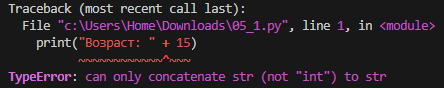 Traceback (most recent call last):
  File "c:\Users\Home\Downloads\05_1.py", line 1, in <module>
    print("Возраст: " + 15)
          ~~~~~~~~~~~~^~~~
TypeError: can only concatenate str (not "int") to str